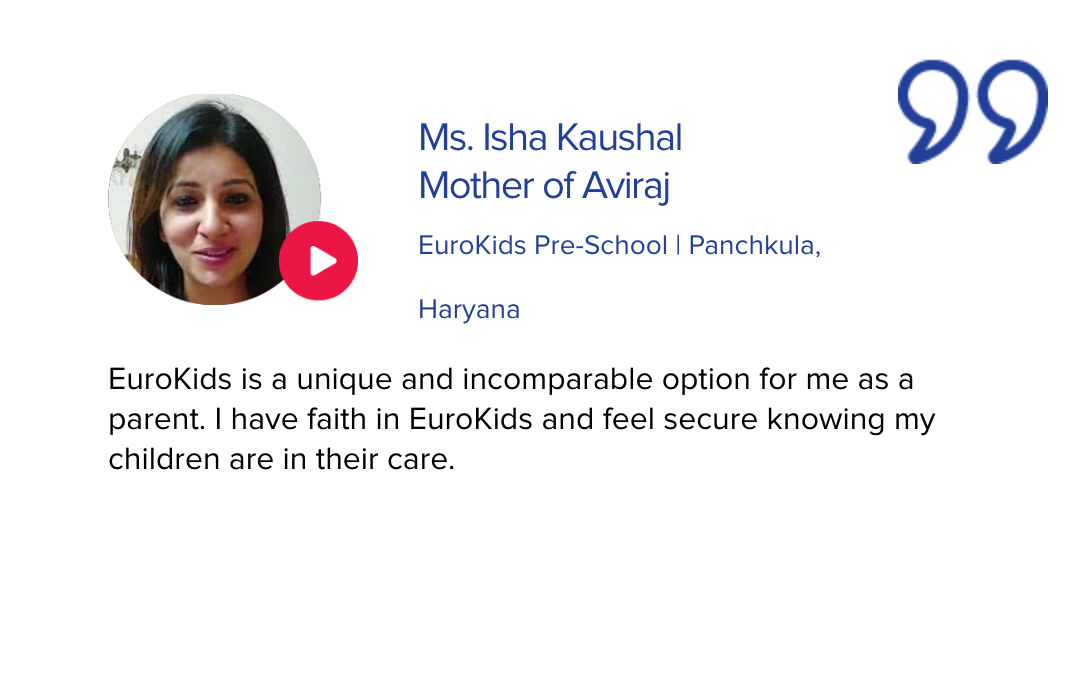 Ms. Isha Kaushal
Mother of Aviraj
EuroKids Pre-School | Panchkula,
Haryana
EuroKids is a unique and incomparable option for me as a
parent. I have faith in EuroKids and feel secure knowing my
children are in their care.